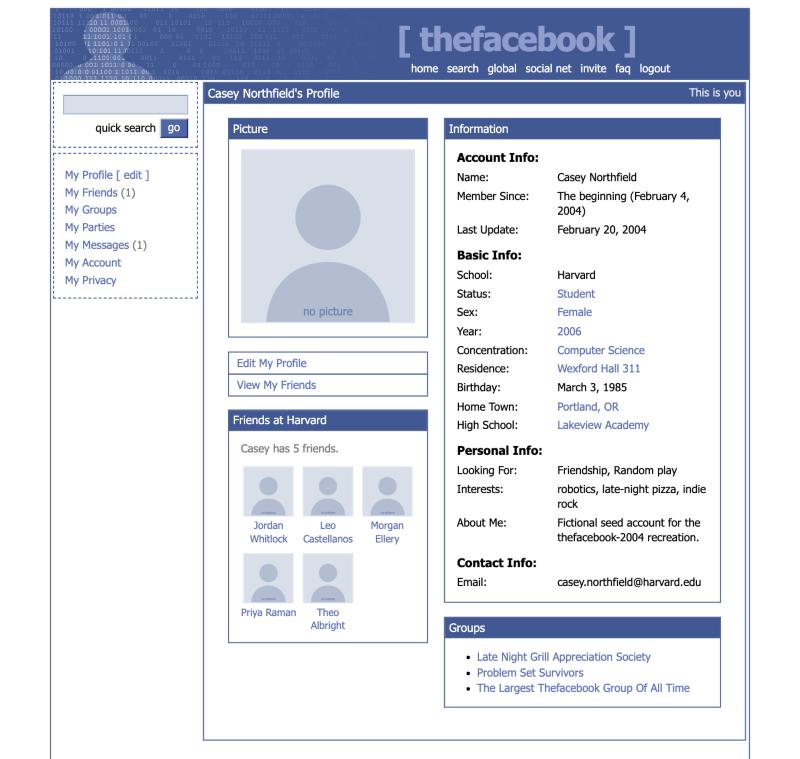 [ thefacebook ]
home search global social net invite faq logout
quick search go
My Profile [ edit ]
My Friends (1)
My Groups
My Parties
My Messages (1)
My Account
My Privacy
Casey Northfield's Profile
This is you
Picture
no picture
Edit My Profile
View My Friends
Friends at Harvard
Casey has 5 friends.
Jordan
Whitlock
Leo
Castellanos
Morgan
Ellery
Priya Raman
Theo
Albright
Information
Account Info:
Name: Casey Northfield
Member Since: The beginning (February 4,
2004)
Last Update: February 20, 2004
Basic Info:
School: Harvard
Status: Student
Sex: Female
Year: 2006
Concentration: Computer Science
Residence: Wexford Hall 311
Birthday: March 3, 1985
Home Town: Portland, OR
High School: Lakeview Academy
Personal Info:
Looking For: Friendship, Random play
Interests: robotics, late-night pizza, indie
rock
About Me: Fictional seed account for the
thefacebook-2004 recreation.
Contact Info:
Email: casey.northfield@harvard.edu
Groups
Late Night Grill Appreciation Society
Problem Set Survivors
The Largest Thefacebook Group Of All Time